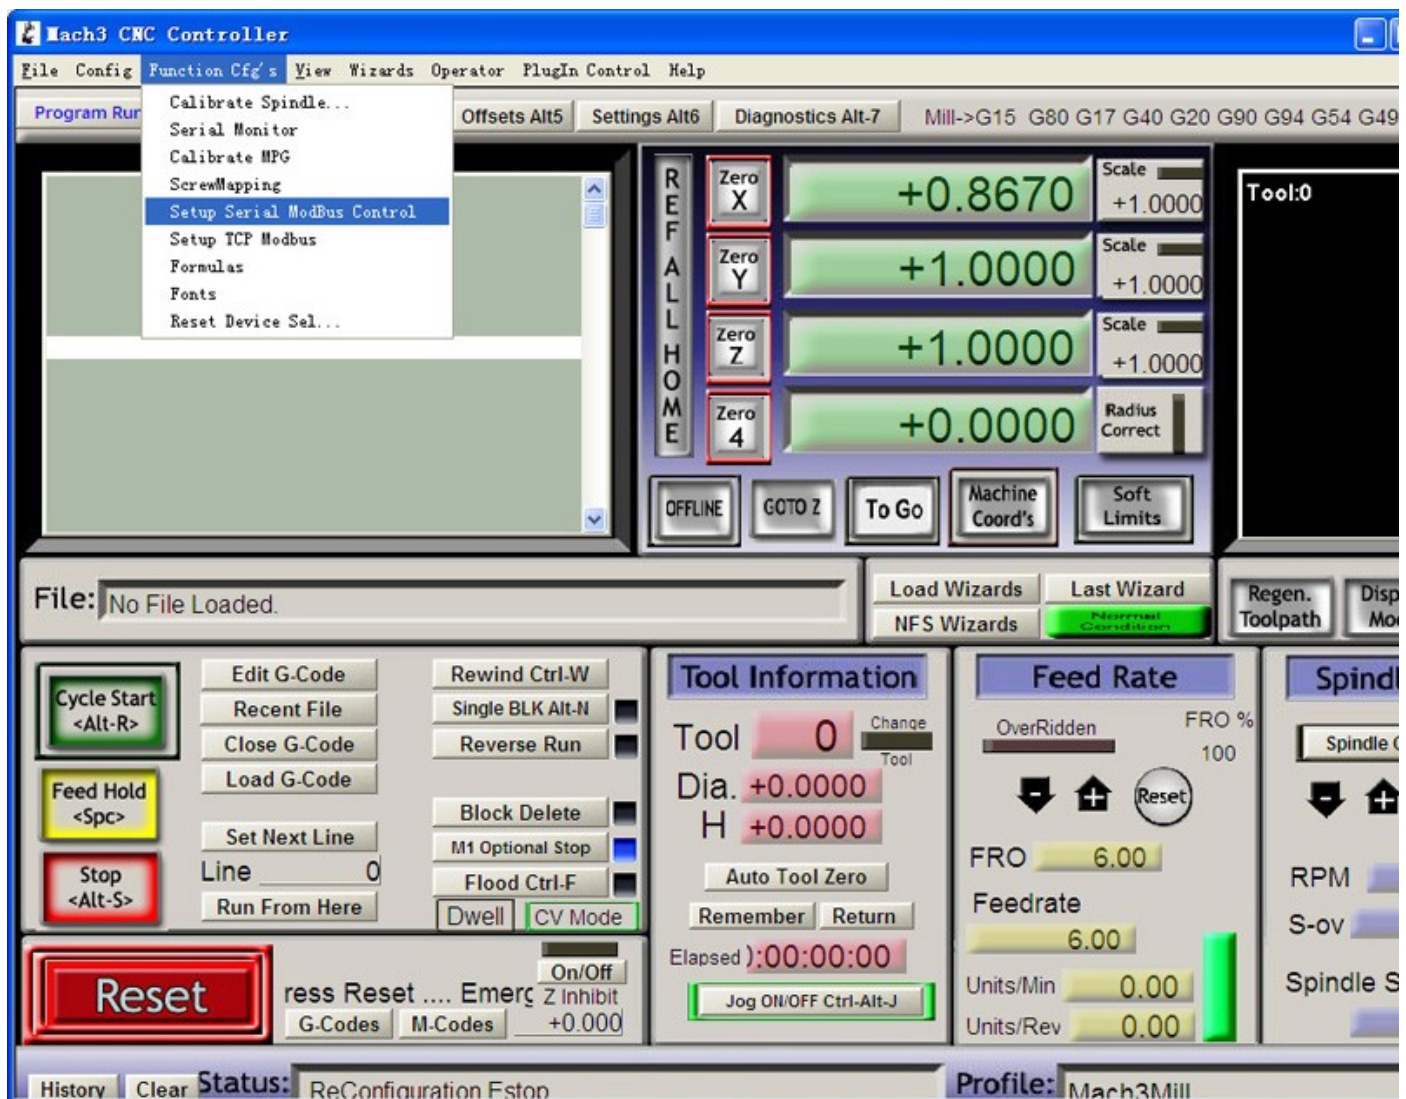 Mach3 CNC Controller
File Config Function Cfg's View Wizards Operator PlugIn Control Help
Program Run Offsets Alt5 Settings Alt6 Diagnostics Alt-7 Mill->G15 G80 G17 G40 G20 G90 G94 G54 G49
Calibrate Spindle...
Serial Monitor
Calibrate MPG
ScrewMapping
Setup Serial ModBus Control
Setup TCP Modbus
Formulas
Fonts
Reset Device Sel...
REF ALL HOME
Zero X +0.8670 Scale +1.0000
Zero Y +1.0000 Scale +1.0000
Zero Z +1.0000 Scale +1.0000
Zero 4 +0.0000 Radius Correct
OFFLINE GOTO Z To Go Machine Coord's Soft Limits
Tool:0
File: No File Loaded.
Load Wizards Last Wizard
NFS Wizards Normal Condition
Regen. Toolpath
Cycle Start <Alt-R>
Feed Hold <Spc>
Stop <Alt-S>
Edit G-Code
Recent File
Close G-Code
Load G-Code
Set Next Line
Line 0
Run From Here
Rewind Ctrl-W
Single BLK Alt-N
Reverse Run
Block Delete
M1 Optional Stop
Flood Ctrl-F
Dwell CV Mode
Reset
ress Reset .... Emerg
G-Codes M-Codes
On/Off
Z Inhibit
+0.000
Tool Information
Tool 0 Change Tool
Dia. +0.0000
H +0.0000
Auto Tool Zero
Remember Return
Elapsed ):00:00:00
Jog ON/OFF Ctrl-Alt-J
Feed Rate
OverRidden FRO %
100
Reset
FRO 6.00
Feedrate
6.00
Units/Min 0.00
Units/Rev 0.00
Spindl
Spindle C
RPM
S-ov
Spindle S
History Clear Status: ReConfiguration Estop Profile: Mach3Mill